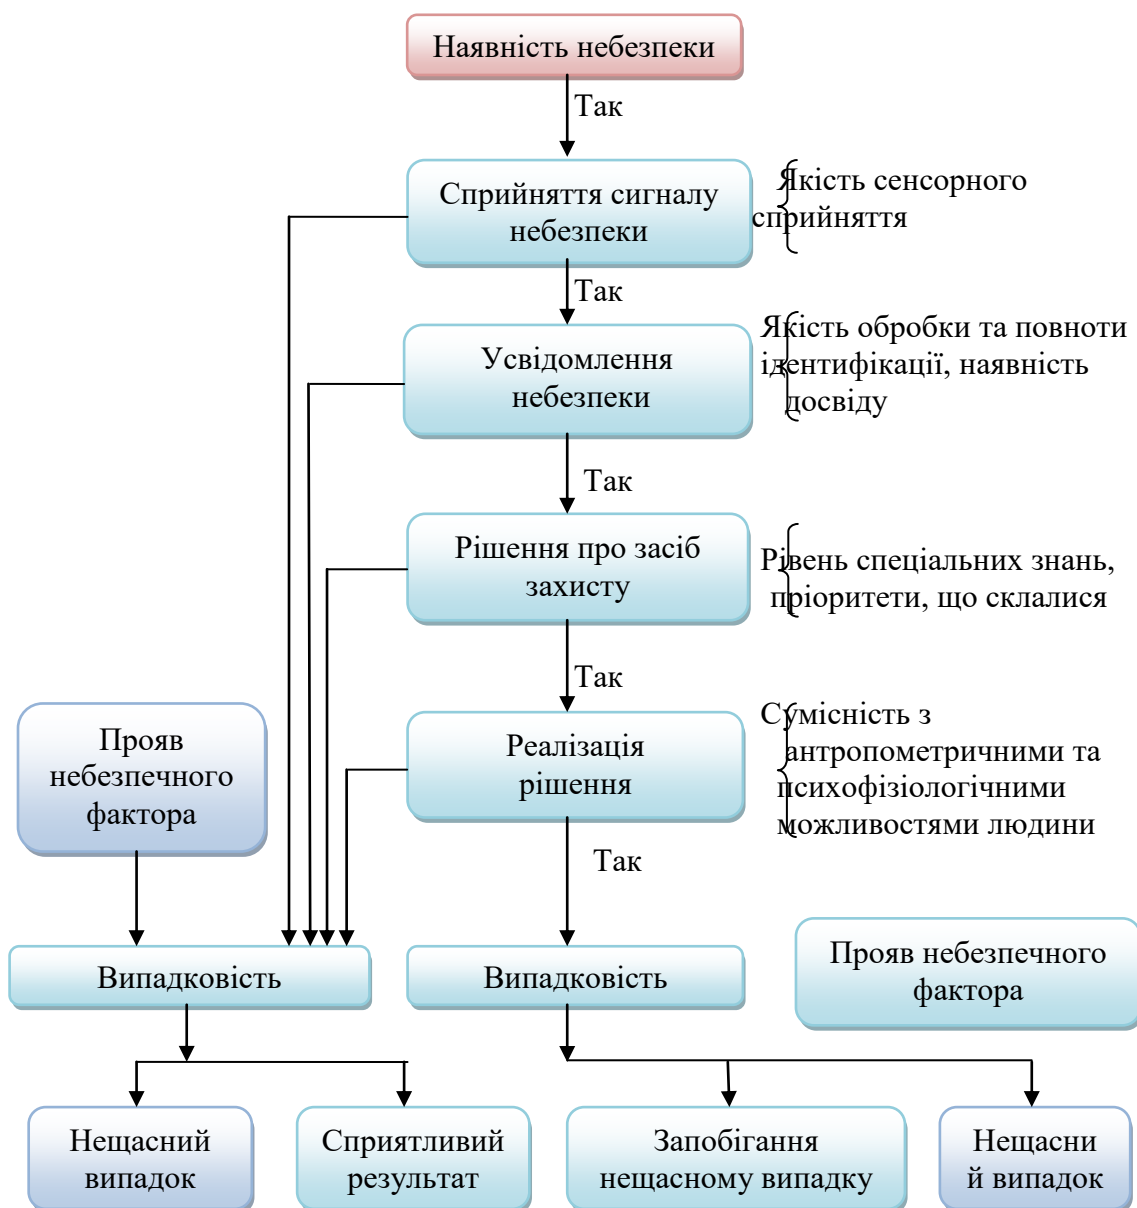 Наявність небезпеки
Так
Сприйняття сигналу
небезпеки
Якість сенсорного
сприйняття
Так
Усвідомлення
небезпеки
Якість обробки та повноти
ідентифікації, наявність
досвіду
Так
Рішення про засіб
захисту
Рівень спеціальних знань,
пріоритети, що склалися
Так
Прояв
небезпечного
фактора
Реалізація
рішення
Сумісність з
антропометричними та
психофізіологічними
можливостями людини
Так
Випадковість
Випадковість
Прояв небезпечного
фактора
Нещасний
випадок
Сприятливий
результат
Запобігання
нещасному випадку
Нещасни
й випадок